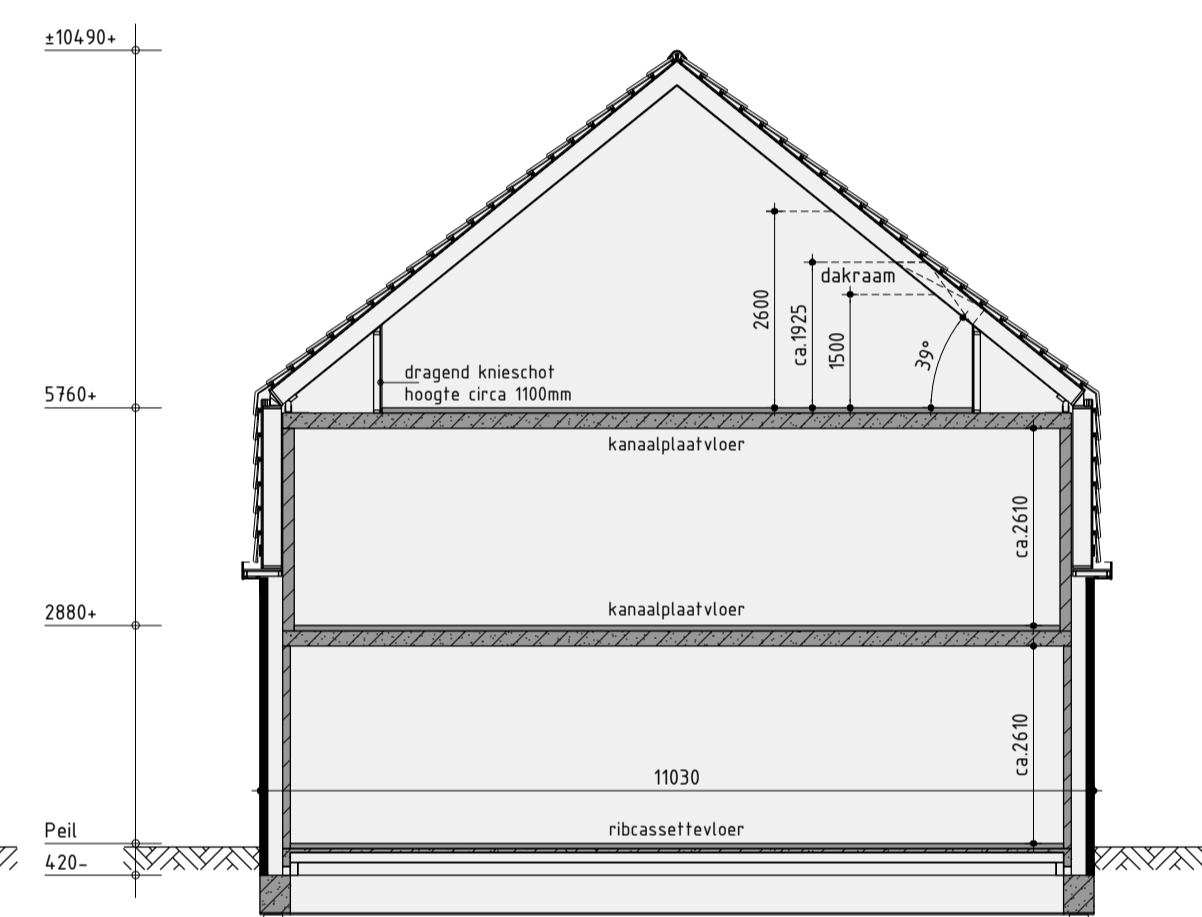 ±10490+
2600
ca.1925
dakraam
1500
39°
dragend knieschot
hoogte circa 1100mm
5760+
kanaalplaatvloer
ca.2610
kanaalplaatvloer
2880+
ca.2610
11030
ribcassettevloer
Peil
420-